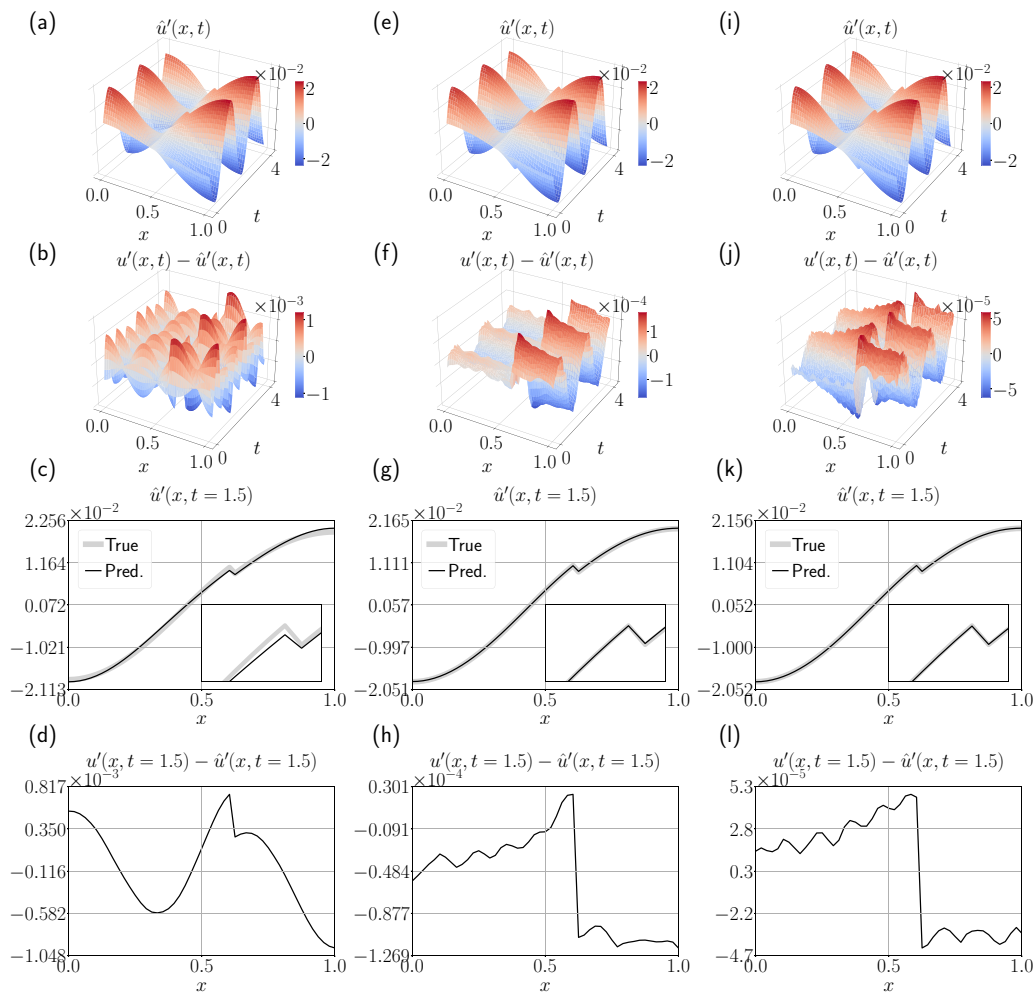 (a) (e) (i)
û′(x, t) û′(x, t) û′(x, t)
×10⁻² ×10⁻² ×10⁻²
2 2 2
0 0 0
−2 −2 −2
0.0 0.5 1.0 0 4 0.0 0.5 1.0 0 4 0.0 0.5 1.0 0 4
x t x t x t
(b) (f) (j)
u′(x, t) − û′(x, t) u′(x, t) − û′(x, t) u′(x, t) − û′(x, t)
×10⁻³ ×10⁻⁴ ×10⁻⁵
1 1 5
0 0 0
−1 −1 −5
0.0 0.5 1.0 0 4 0.0 0.5 1.0 0 4 0.0 0.5 1.0 0 4
x t x t x t
(c) (g) (k)
û′(x, t = 1.5) û′(x, t = 1.5) û′(x, t = 1.5)
×10⁻² ×10⁻² ×10⁻²
2.256 2.165 2.156
True True True
1.164 1.111 1.104
Pred. Pred. Pred.
0.072 0.057 0.052
−1.021 −0.997 −1.000
−2.113 −2.051 −2.052
0.0 0.5 1.0 0.0 0.5 1.0 0.0 0.5 1.0
x x x
(d) (h) (l)
u′(x, t = 1.5) − û′(x, t = 1.5) u′(x, t = 1.5) − û′(x, t = 1.5) u′(x, t = 1.5) − û′(x, t = 1.5)
×10⁻³ ×10⁻⁴ ×10⁻⁵
0.817 0.301 5.3
0.350 −0.091 2.8
−0.116 −0.484 0.3
−0.582 −0.877 −2.2
−1.048 −1.269 −4.7
0.0 0.5 1.0 0.0 0.5 1.0 0.0 0.5 1.0
x x x